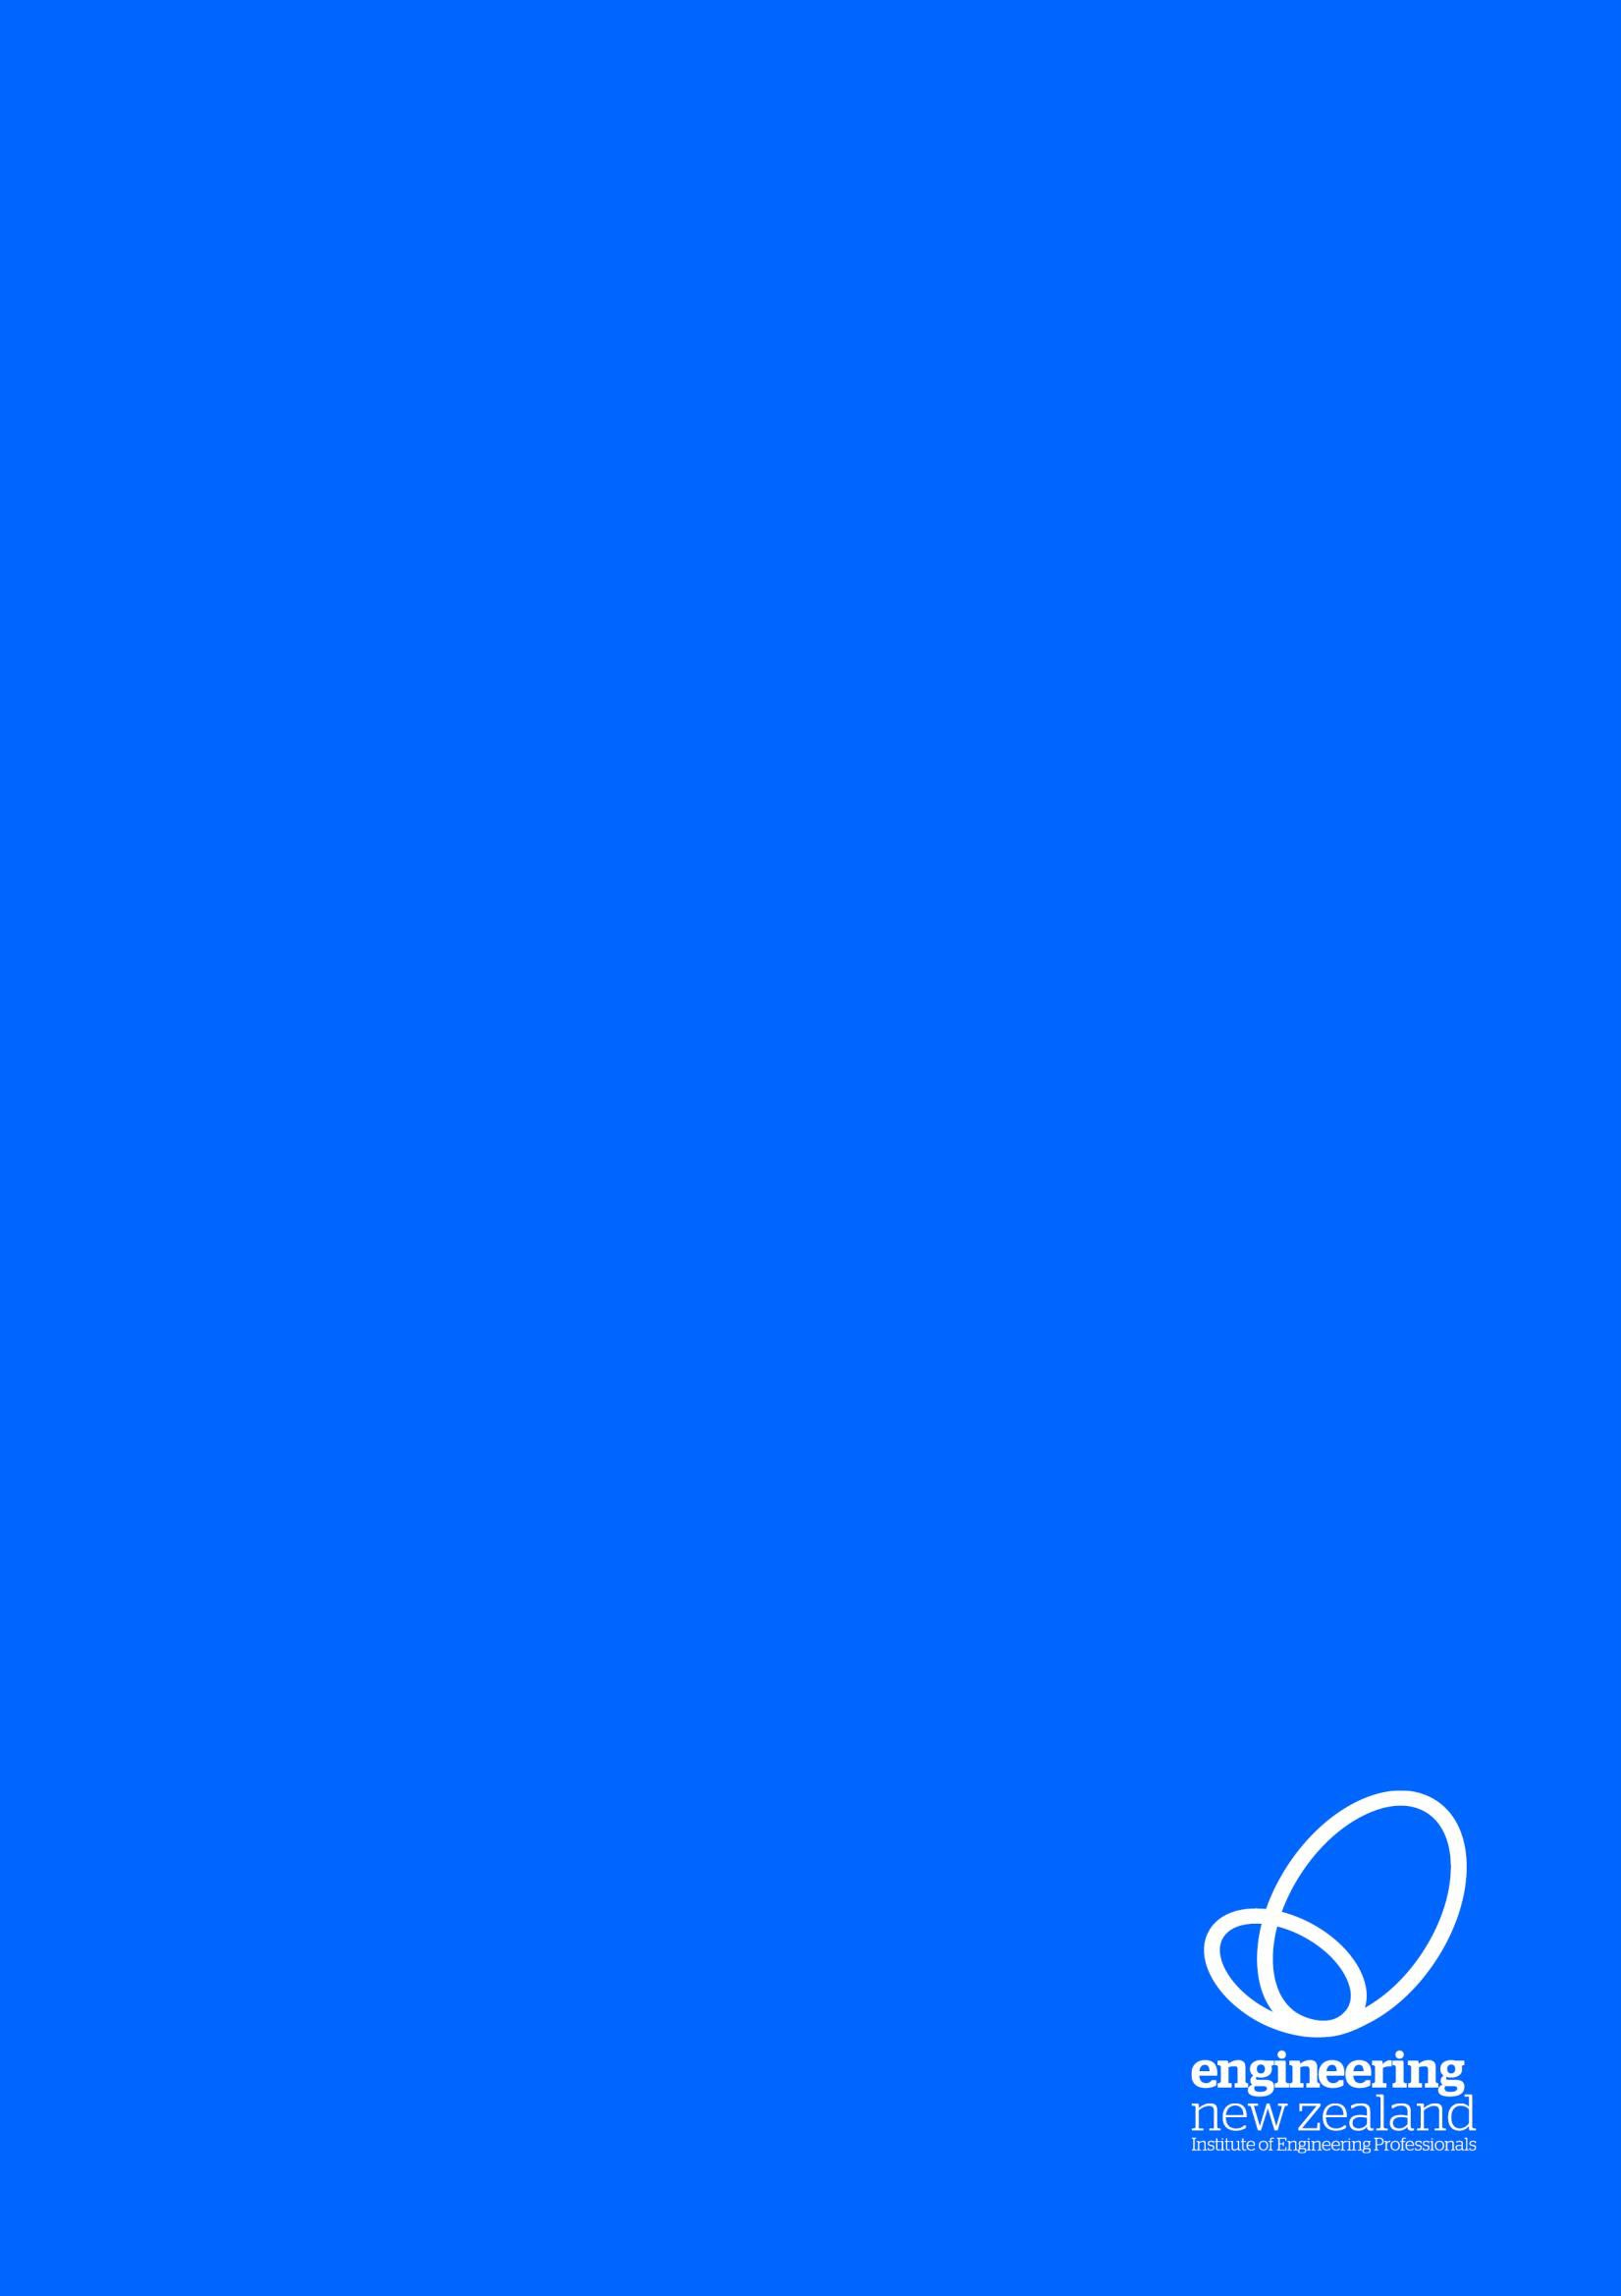 engineering
new zealand
Institute of Engineering Professionals